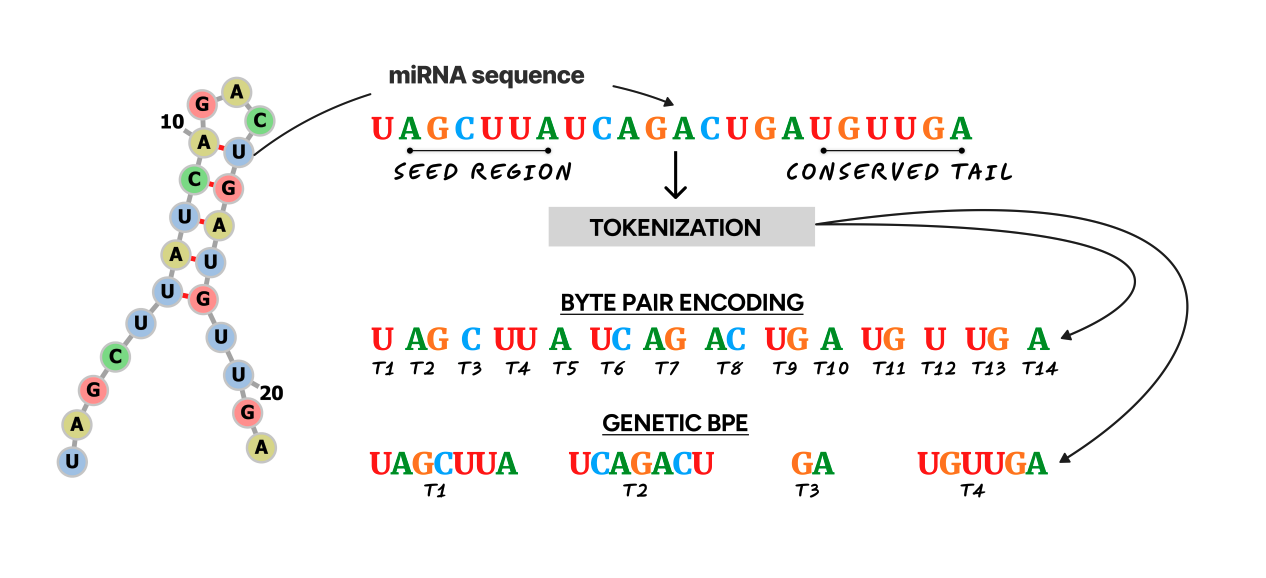 miRNA sequence
UAGCUUAUCAGACUGAUGUUGA
SEED REGION
CONSERVED TAIL
TOKENIZATION
BYTE PAIR ENCODING
U AG C UU A UC AG AC UG A UG U UG A
T1 T2 T3 T4 T5 T6 T7 T8 T9 T10 T11 T12 T13 T14
GENETIC BPE
UAGCUUA UCAGACU GA UGUUGA
T1 T2 T3 T4
A
G
C
10
A
U
C
G
U
A
A
U
U
G
U
U
C
U
20
G
G
A
A
U